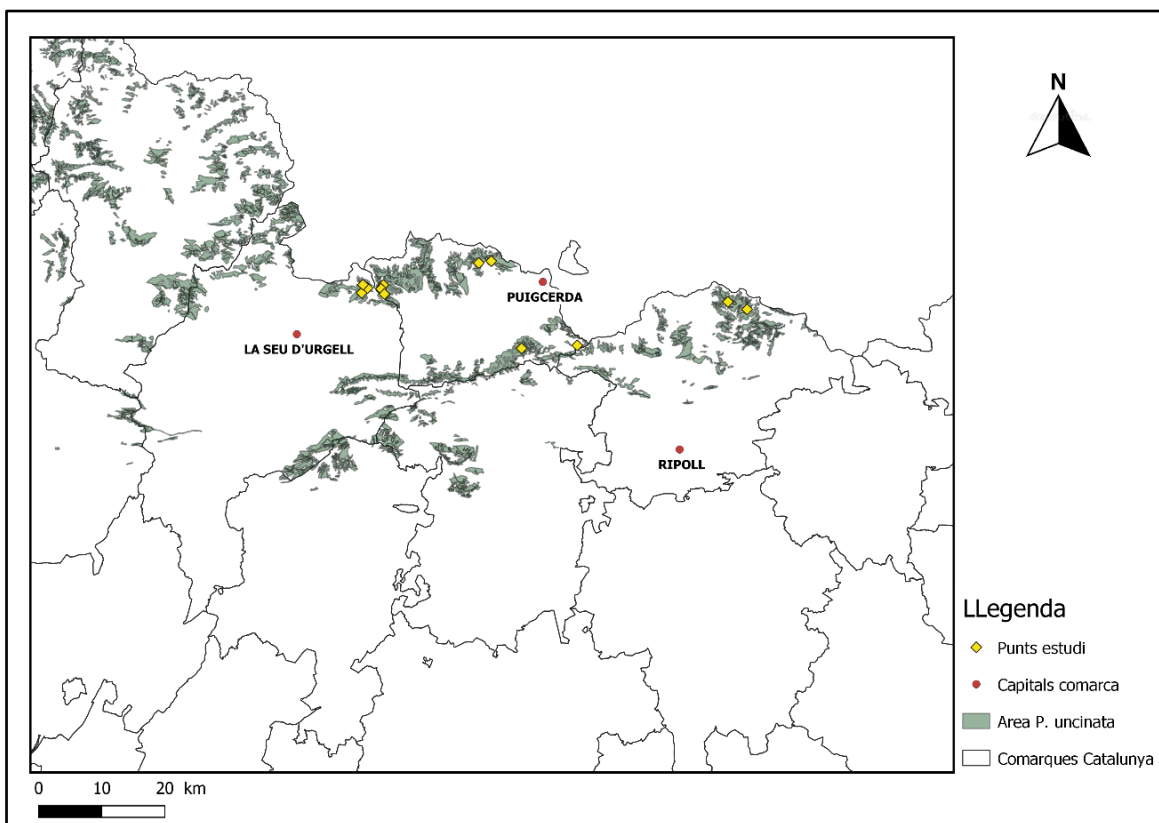 N
PUIGCERDA
LA SEU D'URGELL
RIPOLL
LLegenda
Punts estudi
Capitals comarca
Area P. uncinata
Comarques Catalunya
0 10 20 km